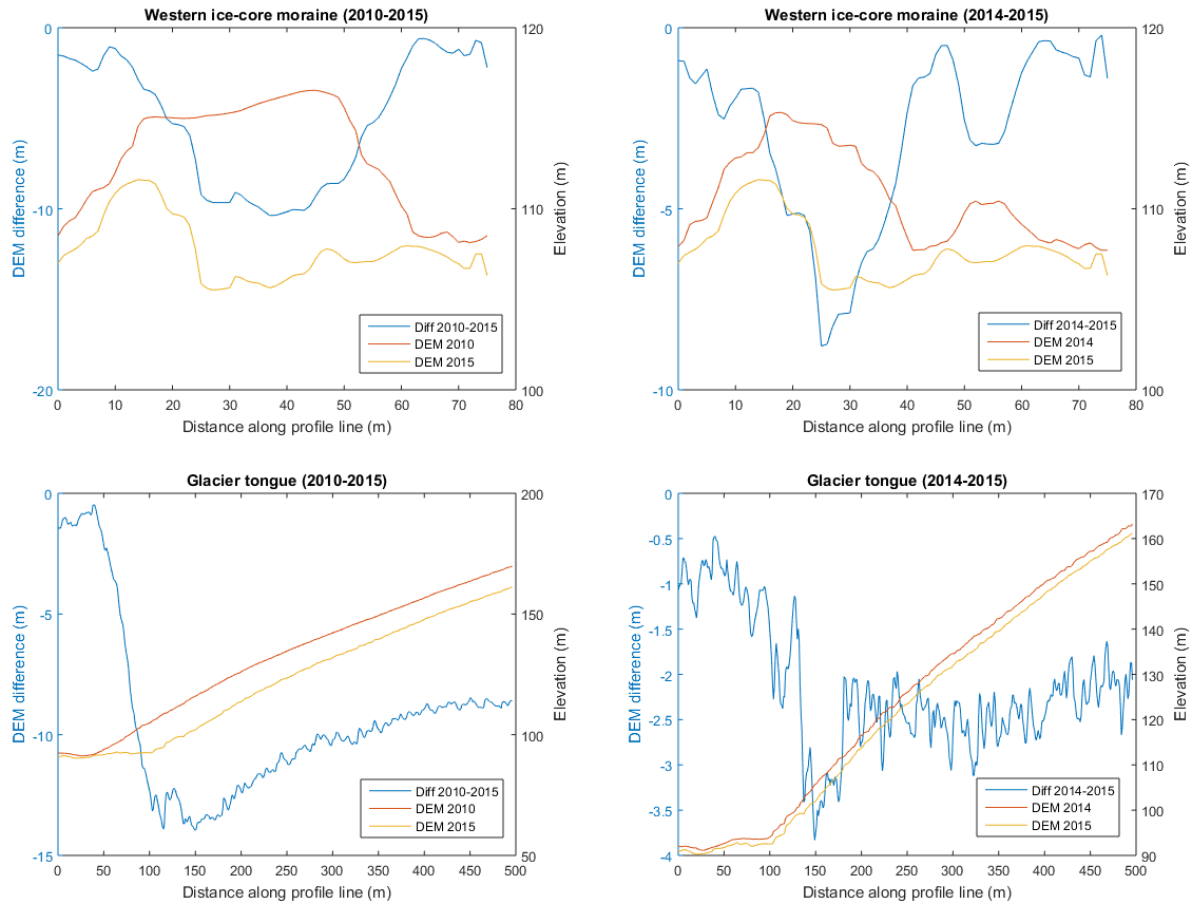 Western ice-core moraine (2010-2015)
0
-10
-20
DEM difference (m)
120
110
100
Elevation (m)
Diff 2010-2015
DEM 2010
DEM 2015
0 10 20 30 40 50 60 70 80
Distance along profile line (m)
Western ice-core moraine (2014-2015)
0
-5
-10
DEM difference (m)
120
110
100
Elevation (m)
Diff 2014-2015
DEM 2014
DEM 2015
0 10 20 30 40 50 60 70 80
Distance along profile line (m)
Glacier tongue (2010-2015)
0
-5
-10
-15
DEM difference (m)
200
150
100
50
Elevation (m)
Diff 2010-2015
DEM 2010
DEM 2015
0 50 100 150 200 250 300 350 400 450 500
Distance along profile line (m)
Glacier tongue (2014-2015)
0
-0.5
-1
-1.5
-2
-2.5
-3
-3.5
-4
DEM difference (m)
170
160
150
140
130
120
110
100
90
Elevation (m)
Diff 2014-2015
DEM 2014
DEM 2015
0 50 100 150 200 250 300 350 400 450 500
Distance along profile line (m)